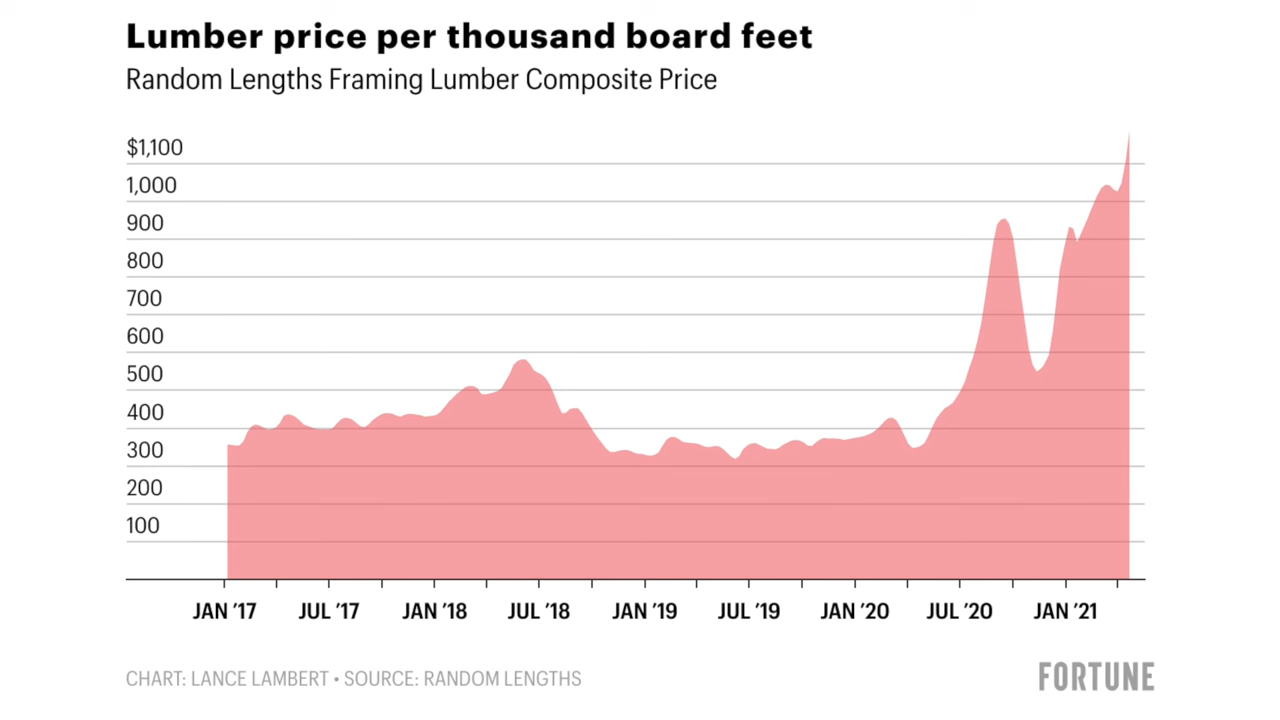 Lumber price per thousand board feet
Random Lengths Framing Lumber Composite Price
$1,100
1,000
900
800
700
600
500
400
300
200
100
JAN '17 JUL '17 JAN '18 JUL '18 JAN '19 JUL '19 JAN '20 JUL '20 JAN '21
CHART: LANCE LAMBERT • SOURCE: RANDOM LENGTHS
FORTUNE